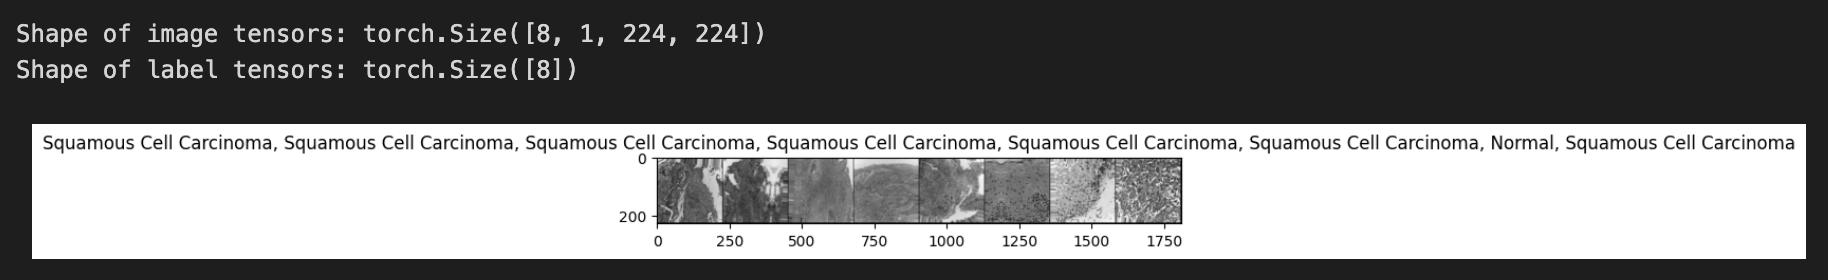 Shape of image tensors: torch.Size([8, 1, 224, 224])
Shape of label tensors: torch.Size([8])
Squamous Cell Carcinoma, Squamous Cell Carcinoma, Squamous Cell Carcinoma, Squamous Cell Carcinoma, Squamous Cell Carcinoma, Squamous Cell Carcinoma, Normal, Squamous Cell Carcinoma
0
200
0 250 500 750 1000 1250 1500 1750